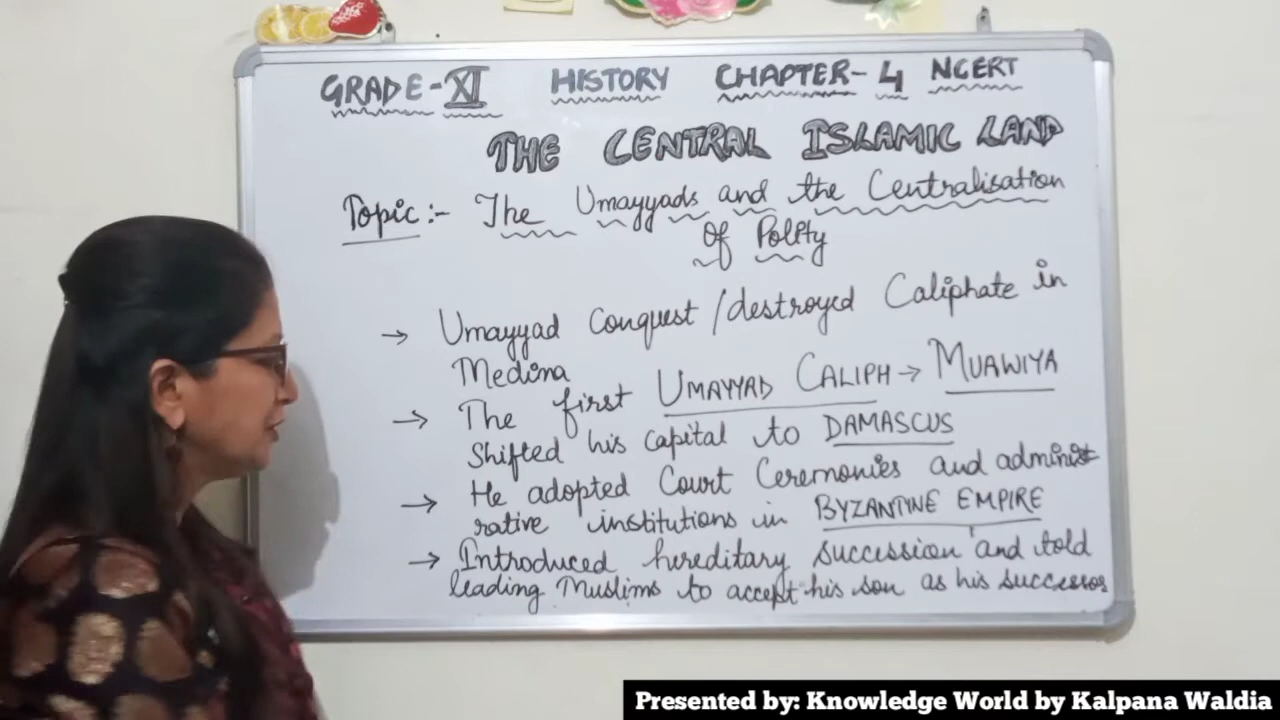 GRADE-XI HISTORY CHAPTER-4 NCERT
THE CENTRAL ISLAMIC LAND
Topic:- The Umayyads and the Centralisation
Of Polity
→ Umayyad Conquest/destroyed Caliphate in
Medina
→ The first UMAYYAD CALIPH → MUAWIYA
Shifted his capital to DAMASCUS
→ He adopted Court Ceremonies and administ
rative institutions in BYZANTINE EMPIRE
→ Introduced hereditary succession and told
leading Muslims to accept his son as his successor
Presented by: Knowledge World by Kalpana Waldia